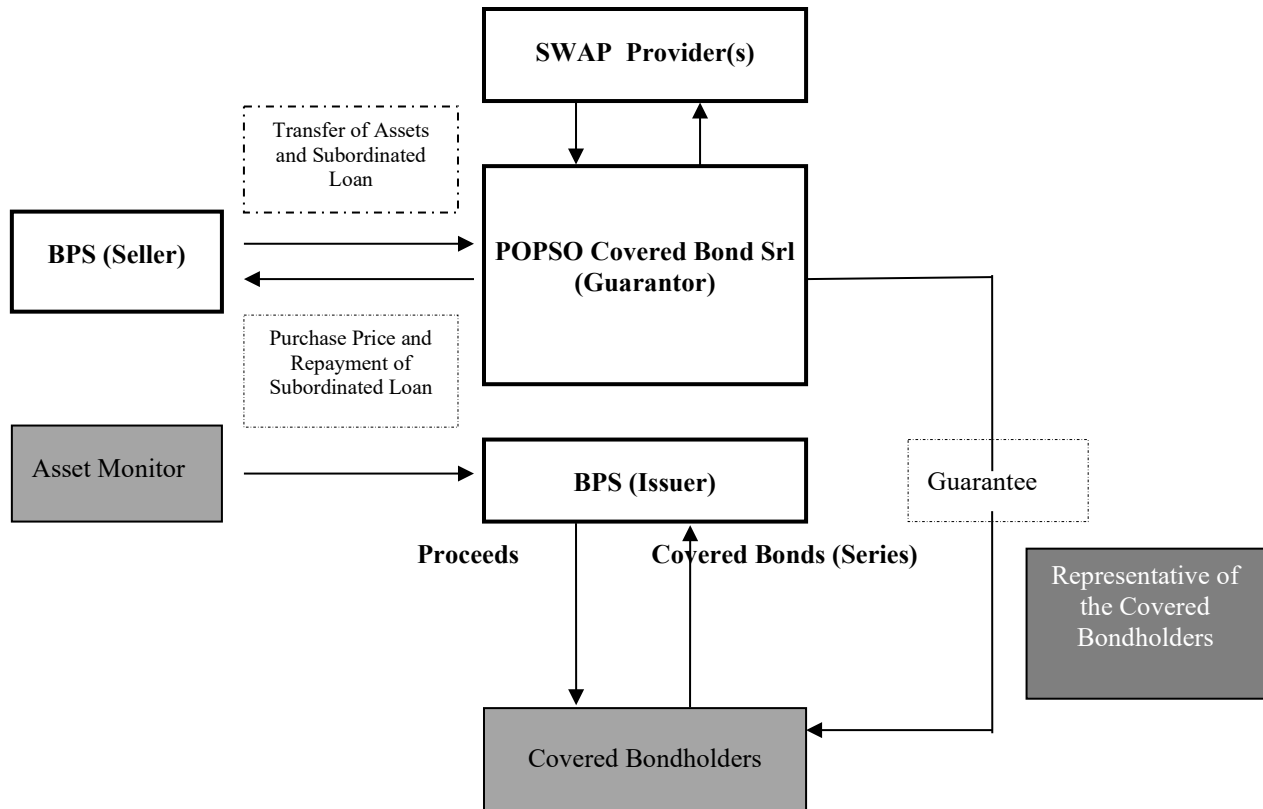 SWAP  Provider(s)
Transfer of Assets
and Subordinated
Loan
BPS (Seller)
POPSO Covered Bond Srl
(Guarantor)
Purchase Price and
Repayment of
Subordinated Loan
Asset Monitor
BPS (Issuer)
Guarantee
Proceeds
Covered Bonds (Series)
Representative of
the Covered
Bondholders
Covered Bondholders